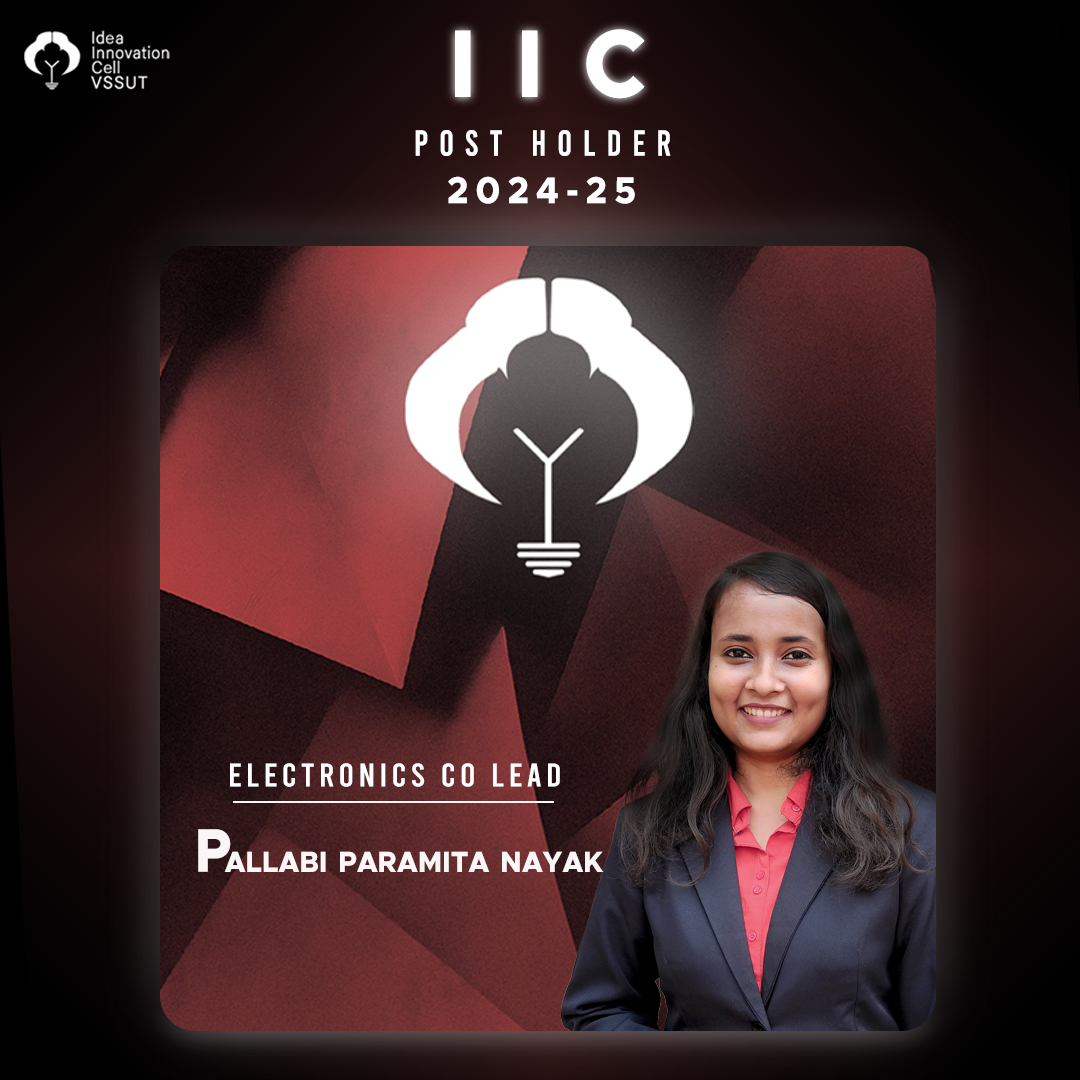 Idea
Innovation
Cell
VSSUT
IIC
POST HOLDER
2024-25
ELECTRONICS CO LEAD
PALLABI PARAMITA NAYAK